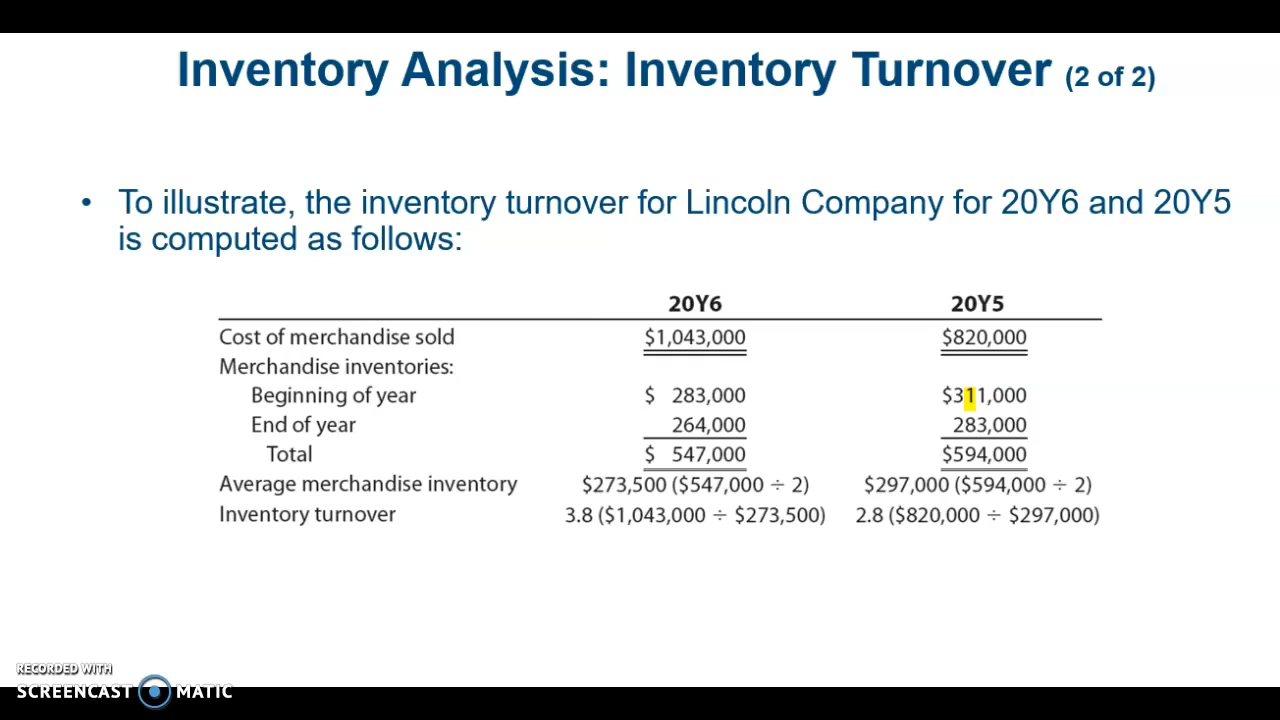 Inventory Analysis: Inventory Turnover (2 of 2)
• To illustrate, the inventory turnover for Lincoln Company for 20Y6 and 20Y5
is computed as follows:
20Y6 20Y5
Cost of merchandise sold $1,043,000 $820,000
Merchandise inventories:
Beginning of year $ 283,000 $311,000
End of year 264,000 283,000
Total $ 547,000 $594,000
Average merchandise inventory $273,500 ($547,000 ÷ 2) $297,000 ($594,000 ÷ 2)
Inventory turnover 3.8 ($1,043,000 ÷ $273,500) 2.8 ($820,000 ÷ $297,000)
RECORDED WITH
SCREENCAST MATIC